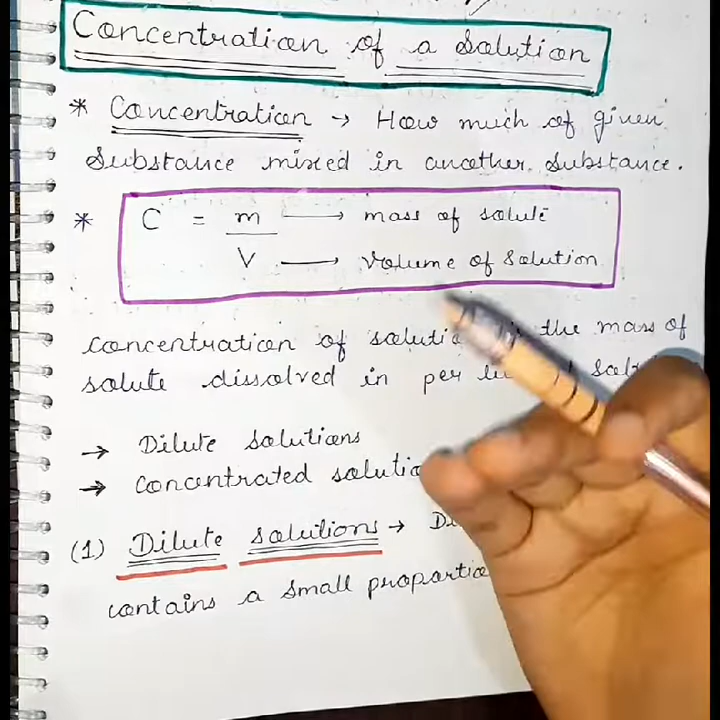 Concentration of a Solution
* Concentration → How much of given
substance mixed in another substance.
* C = m → mass of solute
V → Volume of Solution
concentration of the mass of
solute dissolved in per
→ Dilute solutions
→ Concentrated
(1) Dilute solutions →
contains a small